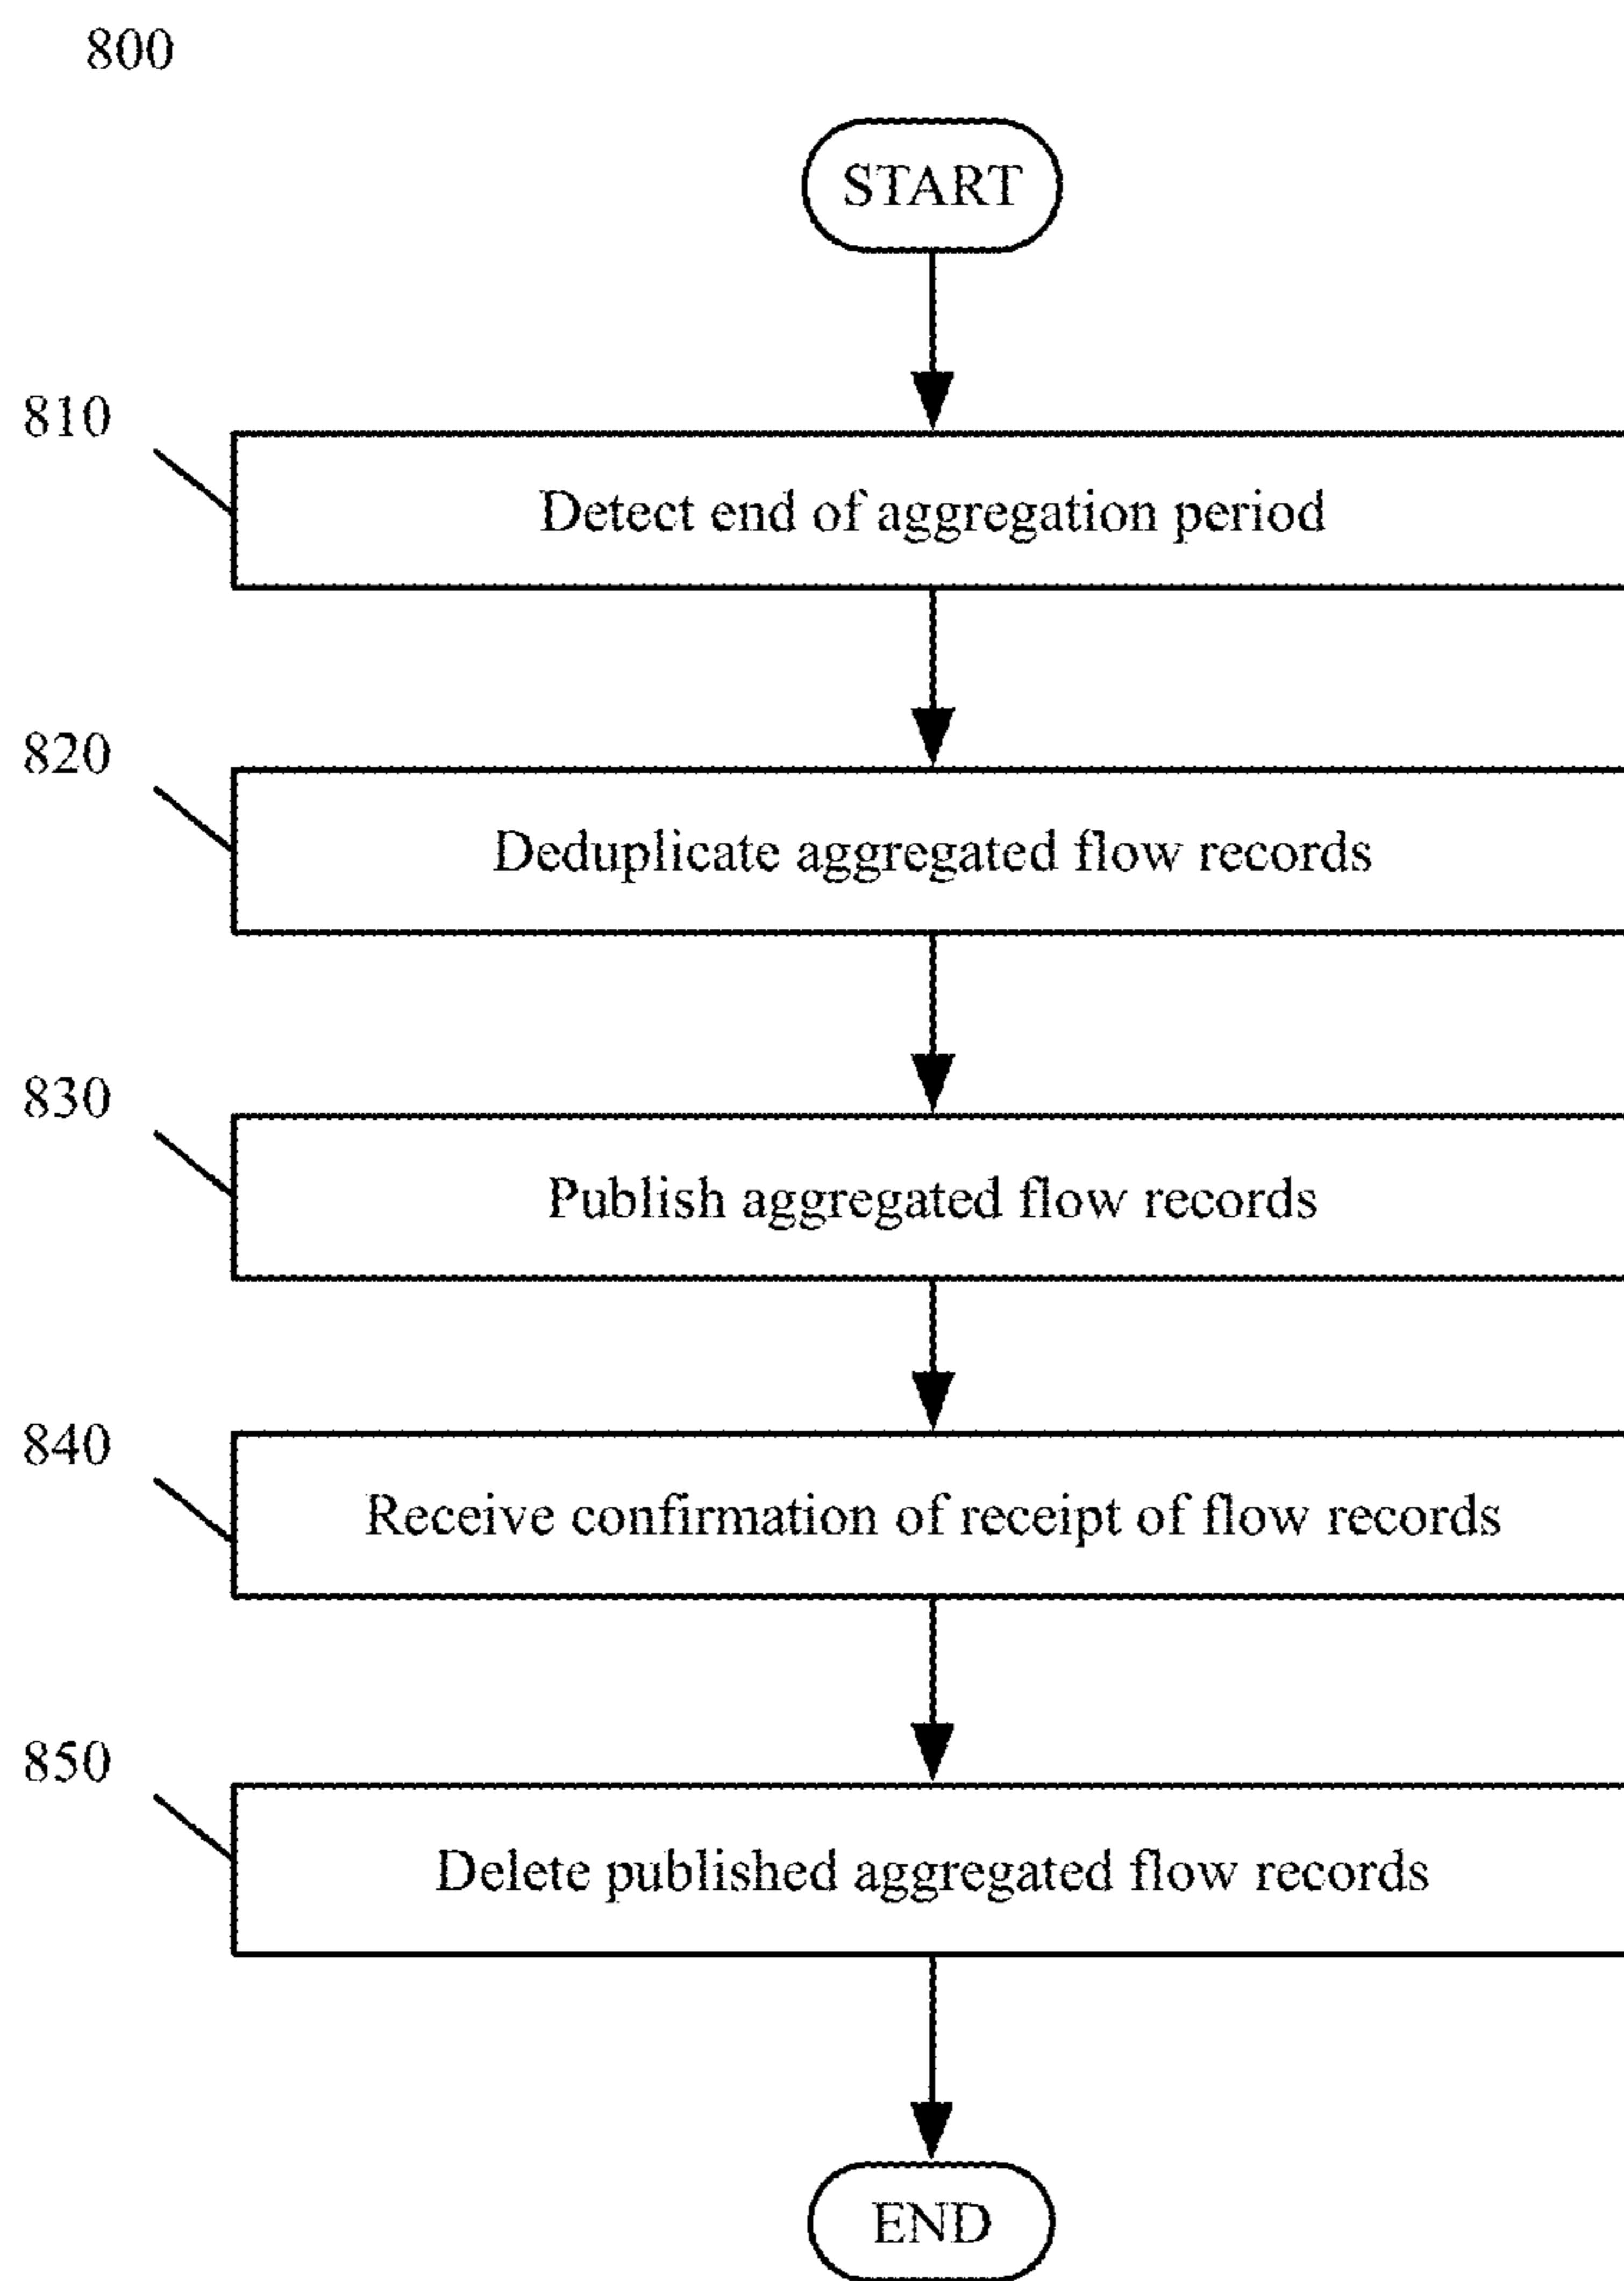 800
START
810
Detect end of aggregation period
820
Deduplicate aggregated flow records
830
Publish aggregated flow records
840
Receive confirmation of receipt of flow records
850
Delete published aggregated flow records
END